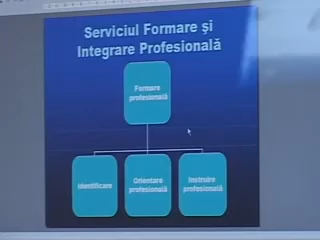 Serviciul Formare şi
Integrare Profesională
Formare
profesională
Identificare
Orientare
profesională
Instruire
profesională